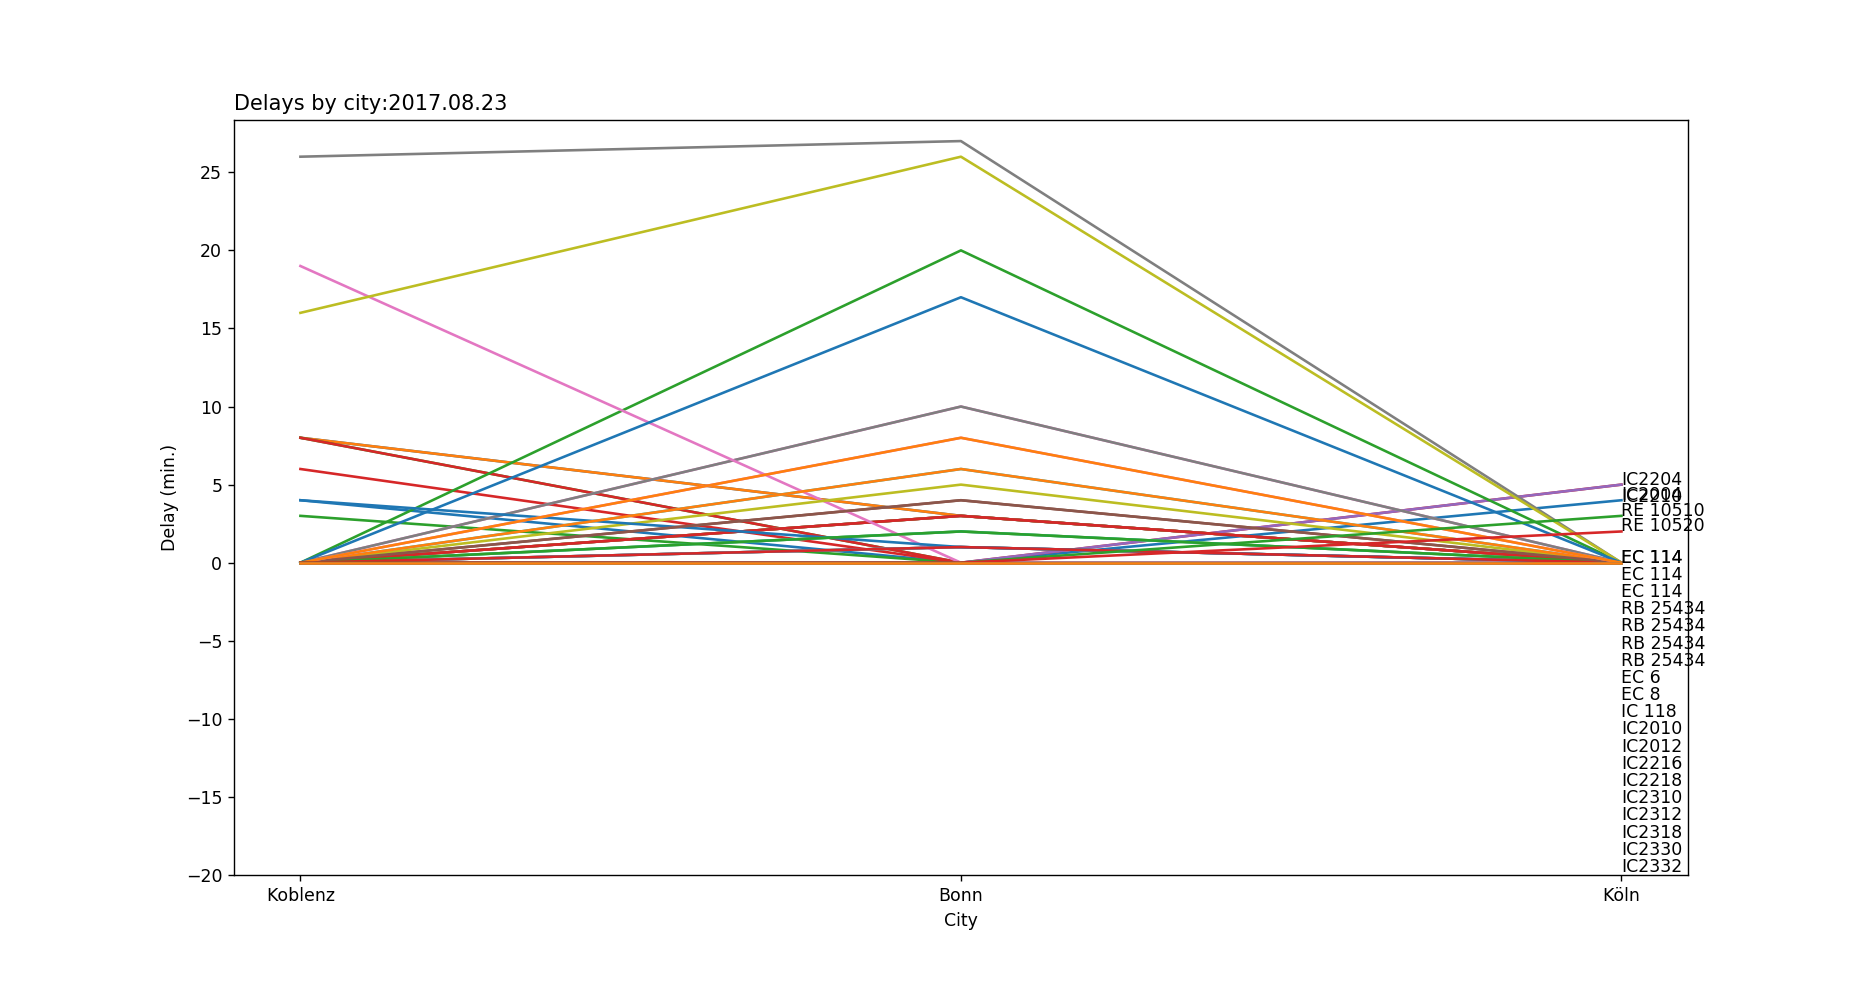 Delays by city:2017.08.23
Delay (min.)
25
20
15
10
5
0
−5
−10
−15
−20
IC2204
IC2004
IC2210
RE 10510
RE 10520
EC 114
EC 114
EC 114
RB 25434
RB 25434
RB 25434
RB 25434
EC 6
EC 8
IC 118
IC2010
IC2012
IC2216
IC2218
IC2310
IC2312
IC2318
IC2330
IC2332
Koblenz
Bonn
Köln
City